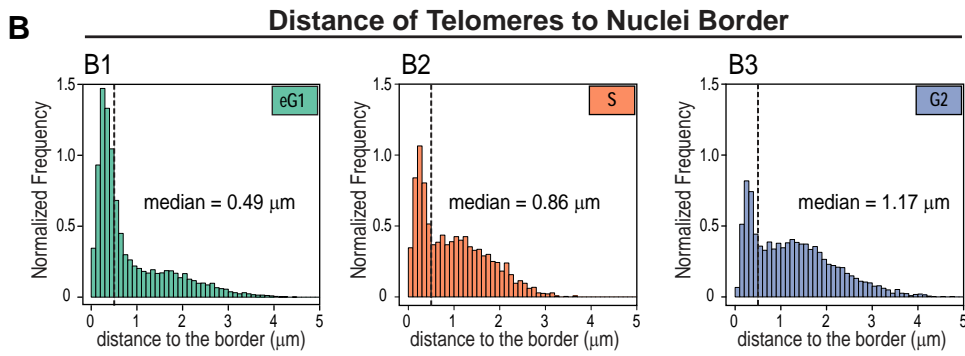 B
Distance of Telomeres to Nuclei Border
B1
Normalized Frequency
1.5
1.0
0.5
0
eG1
median = 0.49 μm
0 1 2 3 4 5
distance to the border (μm)
B2
Normalized Frequency
1.5
1.0
0.5
0
S
median = 0.86 μm
0 1 2 3 4 5
distance to the border (μm)
B3
Normalized Frequency
1.5
1.0
0.5
0
G2
median = 1.17 μm
0 1 2 3 4 5
distance to the border (μm)